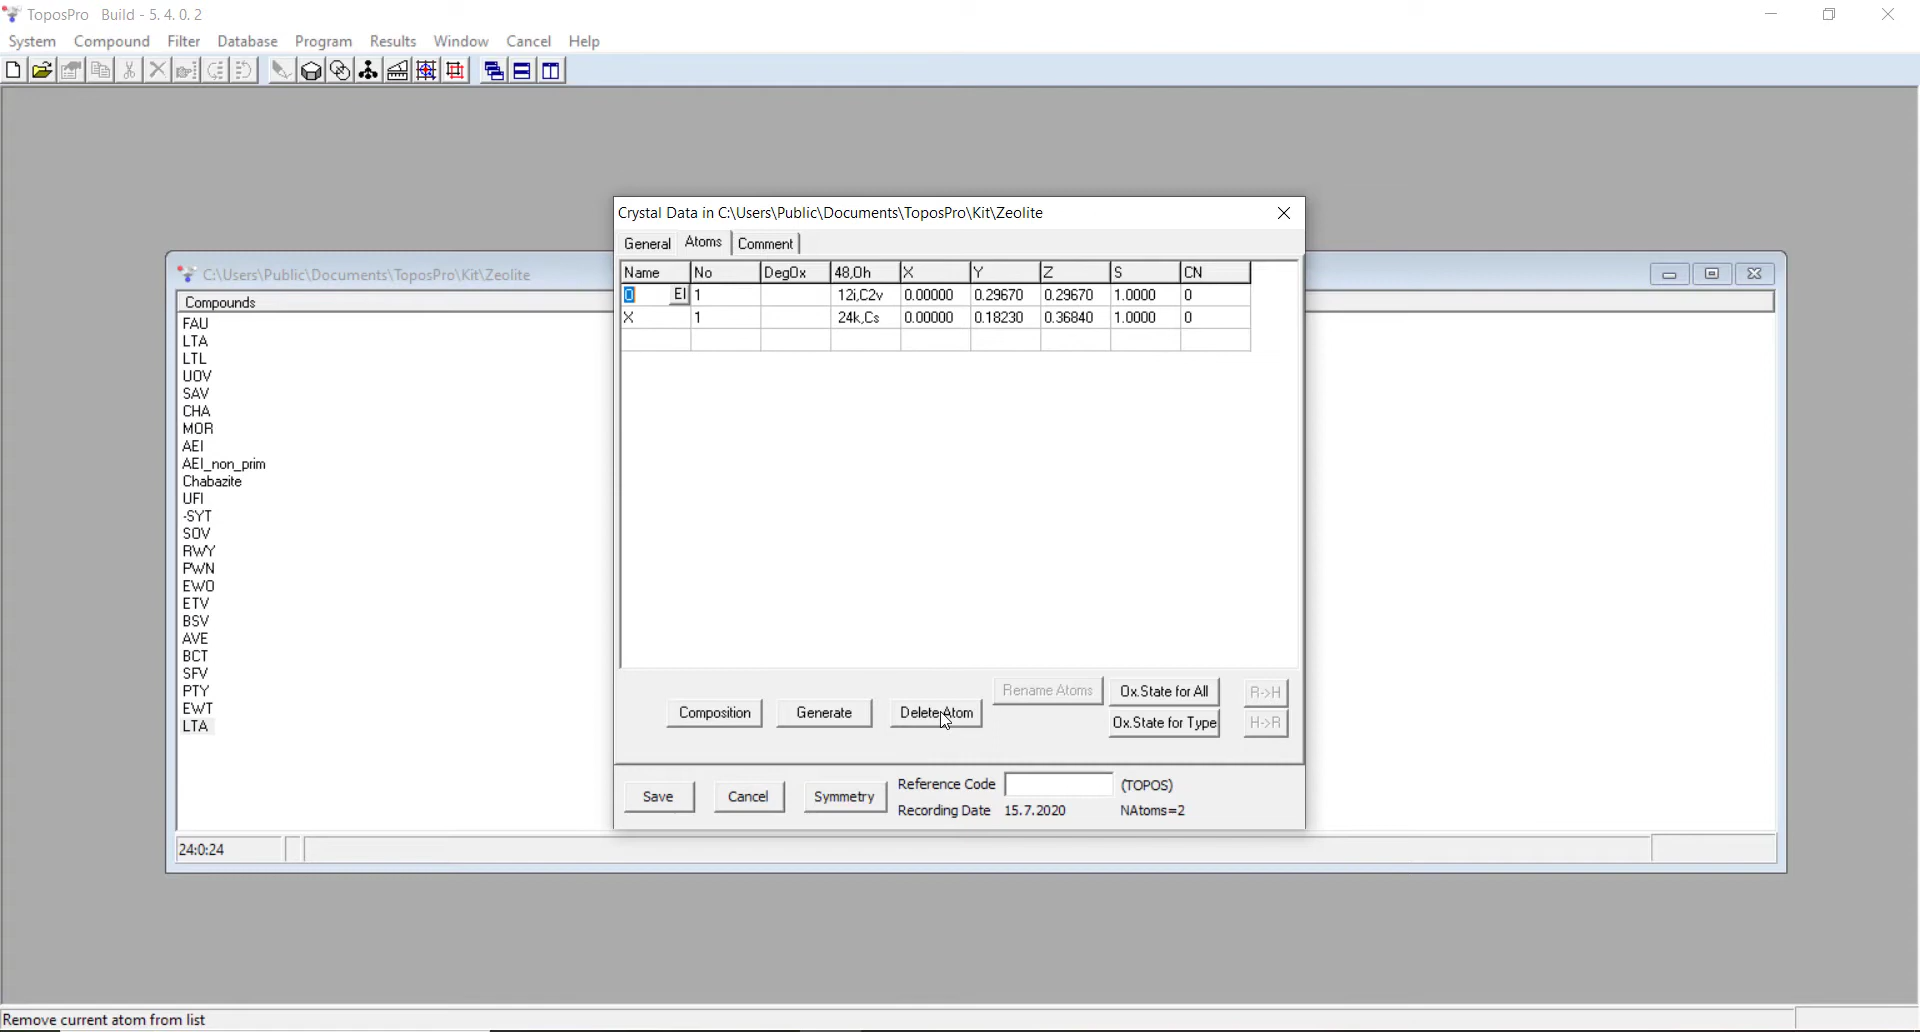 ToposPro Build - 5. 4. 0. 2
System Compound Filter Database Program Results Window Cancel Help
Crystal Data in C:\Users\Public\Documents\ToposPro\Kit\Zeolite
General Atoms Comment
Name No DegOx 48,Oh X Y Z S CN
O El 1 12i,C2v 0.00000 0.29670 0.29670 1.0000 0
X 1 24k,Cs 0.00000 0.18230 0.36840 1.0000 0
Composition Generate Delete Atom Rename Atoms Ox.State for All R->H
Ox.State for Type H->R
Save Cancel Symmetry Reference Code (TOPOS)
Recording Date 15.7.2020 NAtoms=2
C:\Users\Public\Documents\ToposPro\Kit\Zeolite
Compounds
FAU
LTA
LTL
UOV
SAV
CHA
MOR
AEI
AEI_non_prim
Chabazite
UFI
-SYT
SOV
RWY
PWN
EWO
ETV
BSV
AVE
BCT
SFV
PTY
EWT
LTA
24:0:24
Remove current atom from list